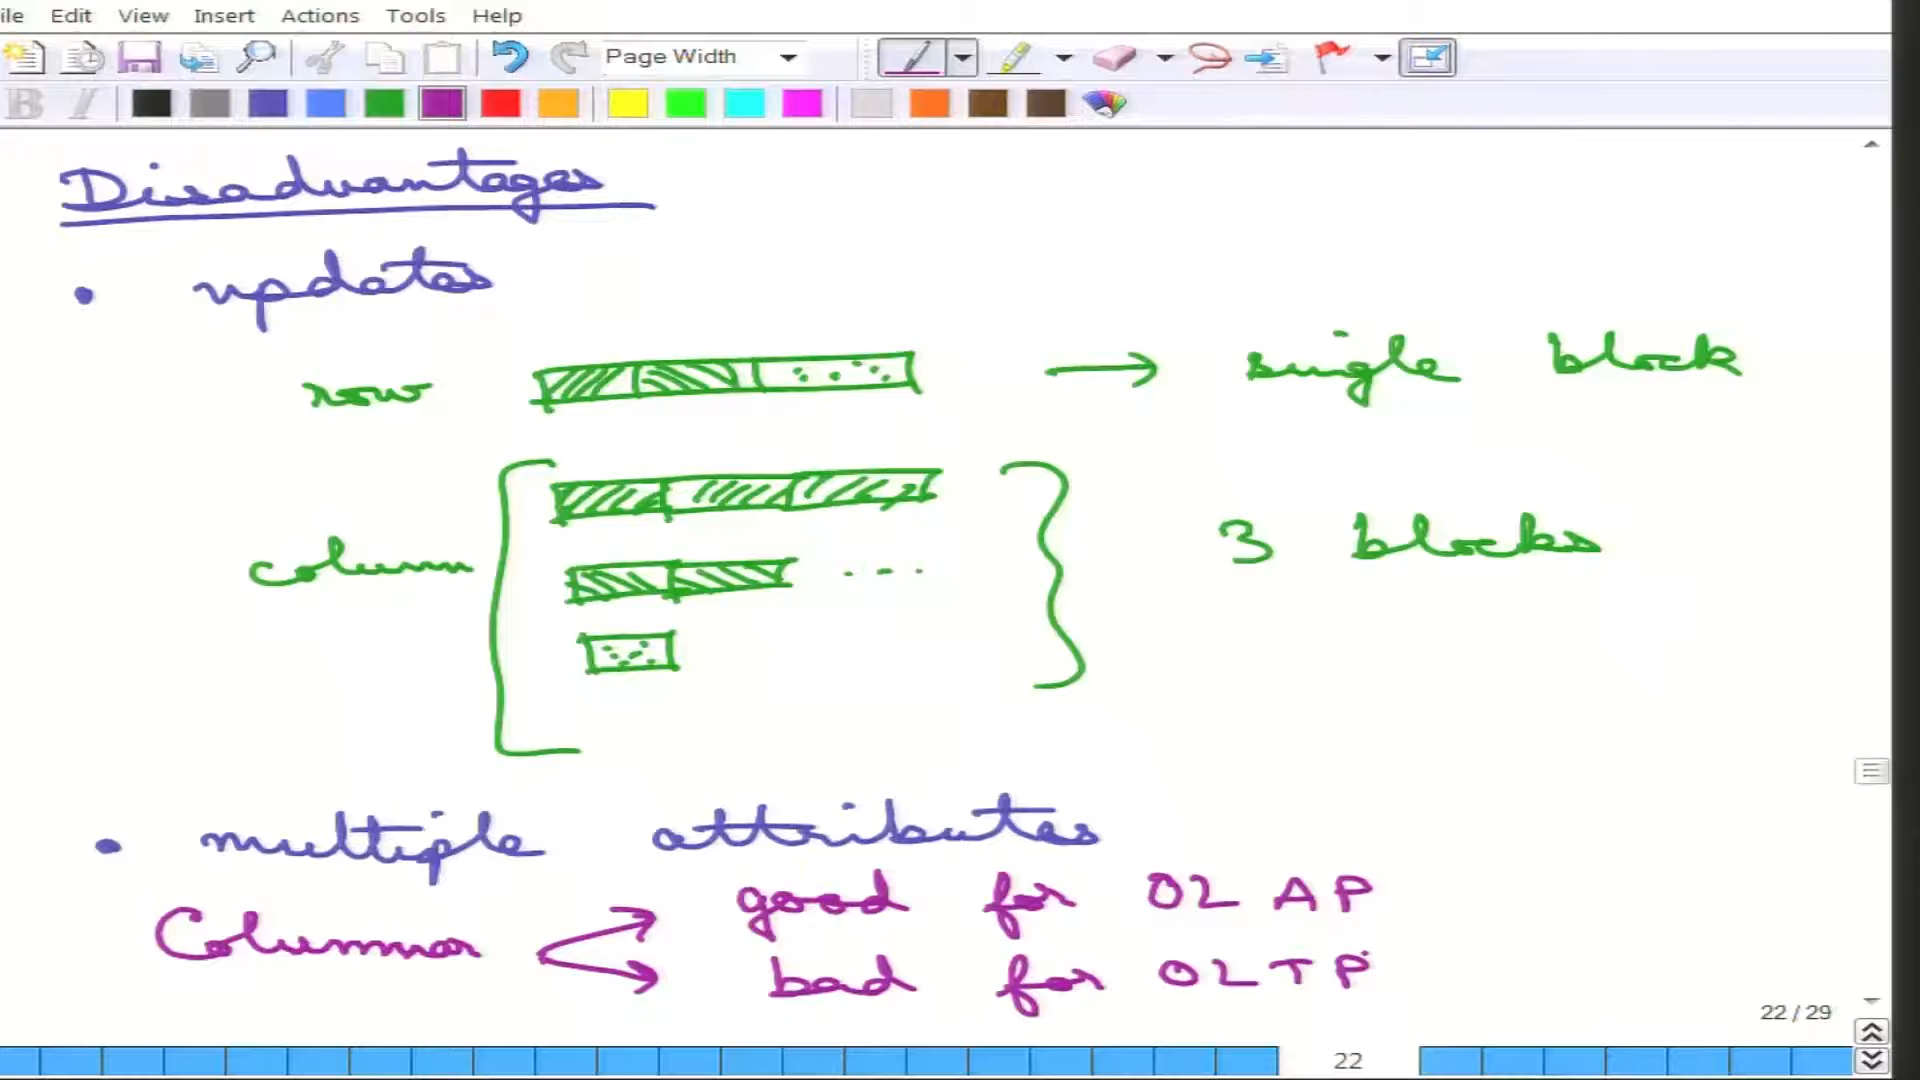 ile Edit View Insert Actions Tools Help
Page Width
B I
Disadvantages
• updates
row → single block
column 3 blocks
• multiple attributes
Columnar good for OLAP
bad for OLTP
22 / 29
22